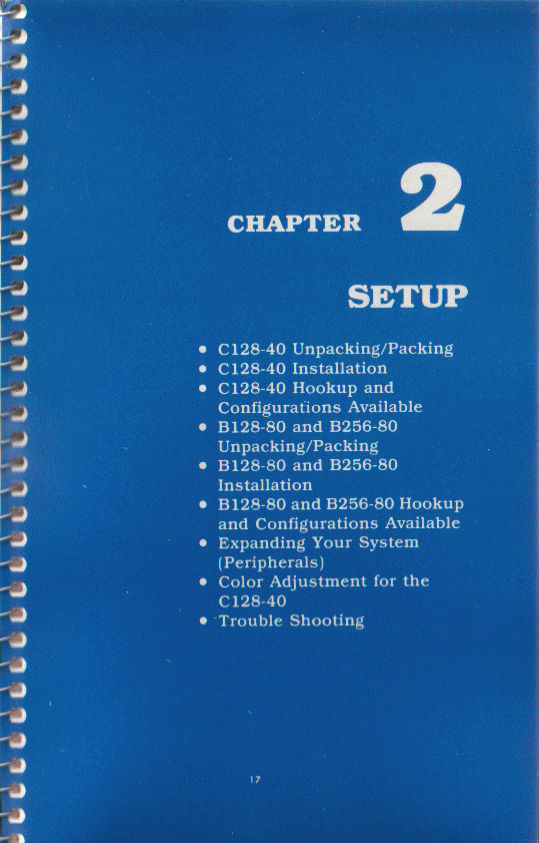 CHAPTER 2
SETUP
• C128-40 Unpacking/Packing
• C128-40 Installation
• C128-40 Hookup and
Configurations Available
• B128-80 and B256-80
Unpacking/Packing
• B128-80 and B256-80
Installation
• B128-80 and B256-80 Hookup
and Configurations Available
• Expanding Your System
(Peripherals)
• Color Adjustment for the
C128-40
• Trouble Shooting
17